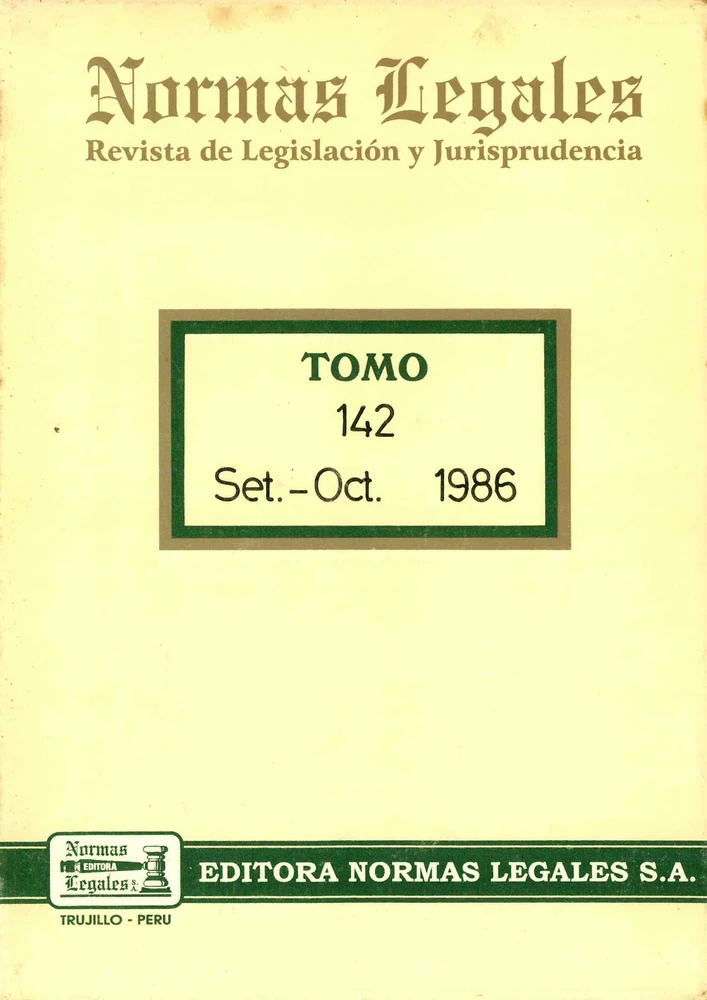 Normas Legales
Revista de Legislación y Jurisprudencia
TOMO
142
Set.-Oct. 1986
Normas
EDITORA
Legales S.A.
EDITORA NORMAS LEGALES S.A.
TRUJILLO - PERU